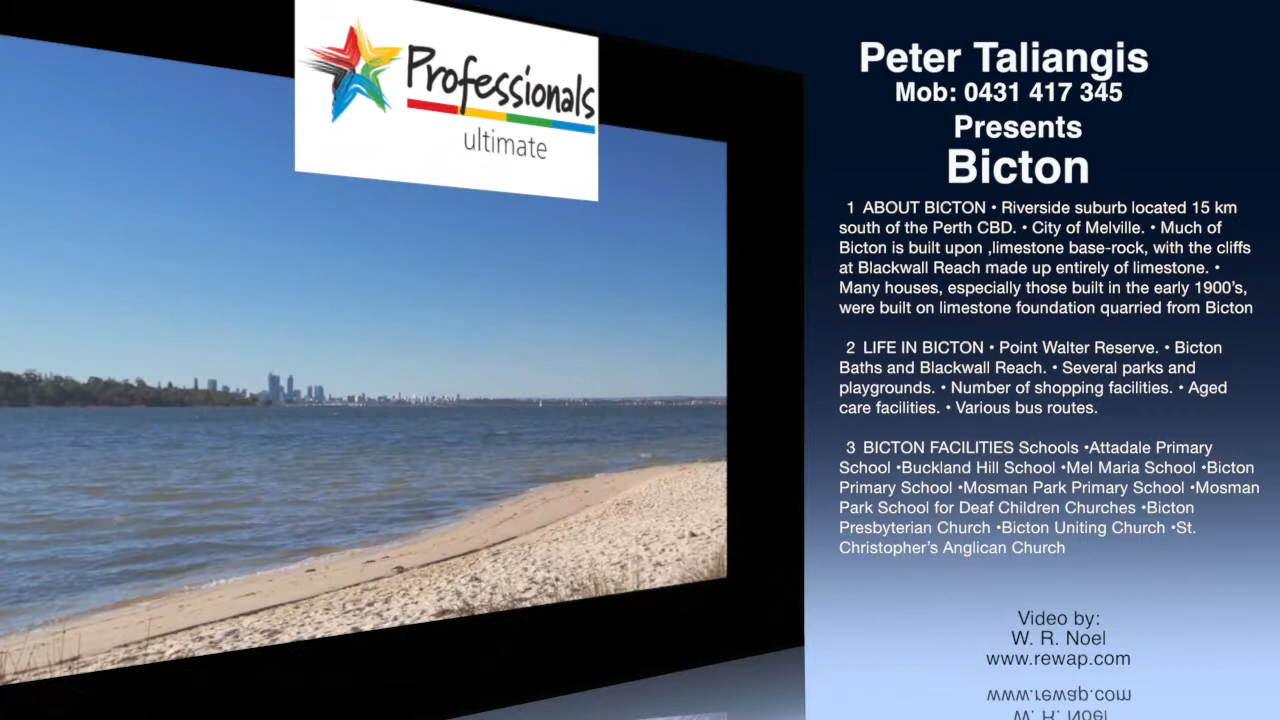 Professionals
ultimate
Peter Taliangis
Mob: 0431 417 345
Presents
Bicton
1 ABOUT BICTON • Riverside suburb located 15 km
south of the Perth CBD. • City of Melville. • Much of
Bicton is built upon ,limestone base-rock, with the cliffs
at Blackwall Reach made up entirely of limestone. •
Many houses, especially those built in the early 1900's,
were built on limestone foundation quarried from Bicton
2 LIFE IN BICTON • Point Walter Reserve. • Bicton
Baths and Blackwall Reach. • Several parks and
playgrounds. • Number of shopping facilities. • Aged
care facilities. • Various bus routes.
3 BICTON FACILITIES Schools •Attadale Primary
School •Buckland Hill School •Mel Maria School •Bicton
Primary School •Mosman Park Primary School •Mosman
Park School for Deaf Children Churches •Bicton
Presbyterian Church •Bicton Uniting Church •St.
Christopher's Anglican Church
Video by:
W. R. Noel
www.rewap.com
www.rewap.com
W. R. Noel